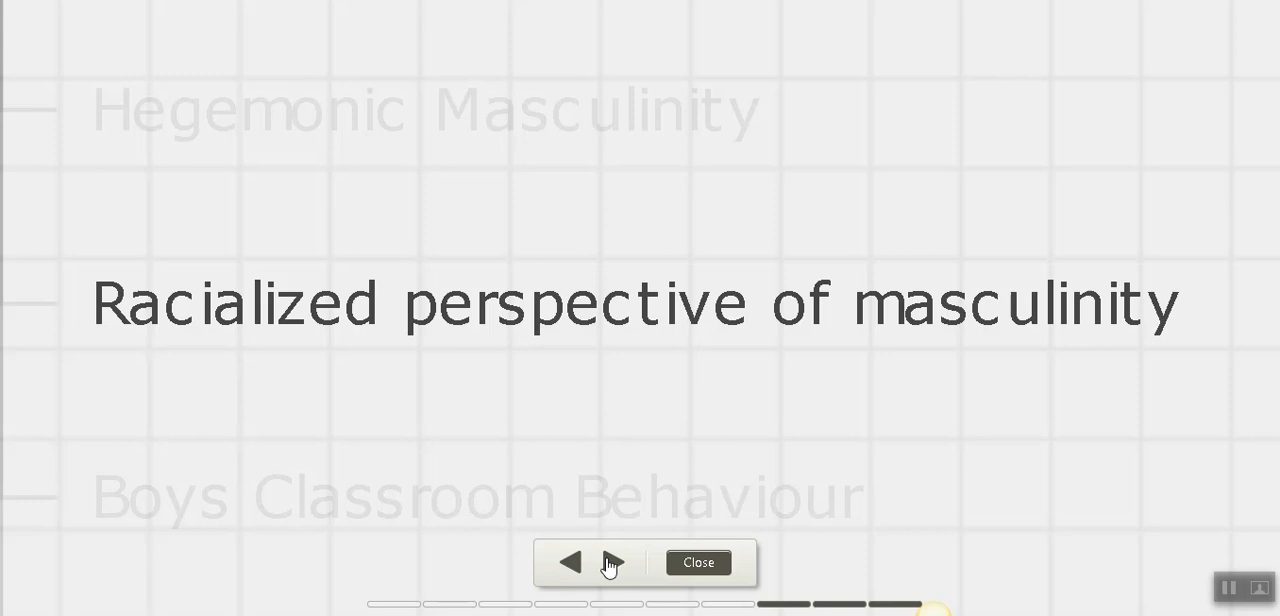 Hegemonic Masculinity
Racialized perspective of masculinity
Boys Classroom Behaviour
Close